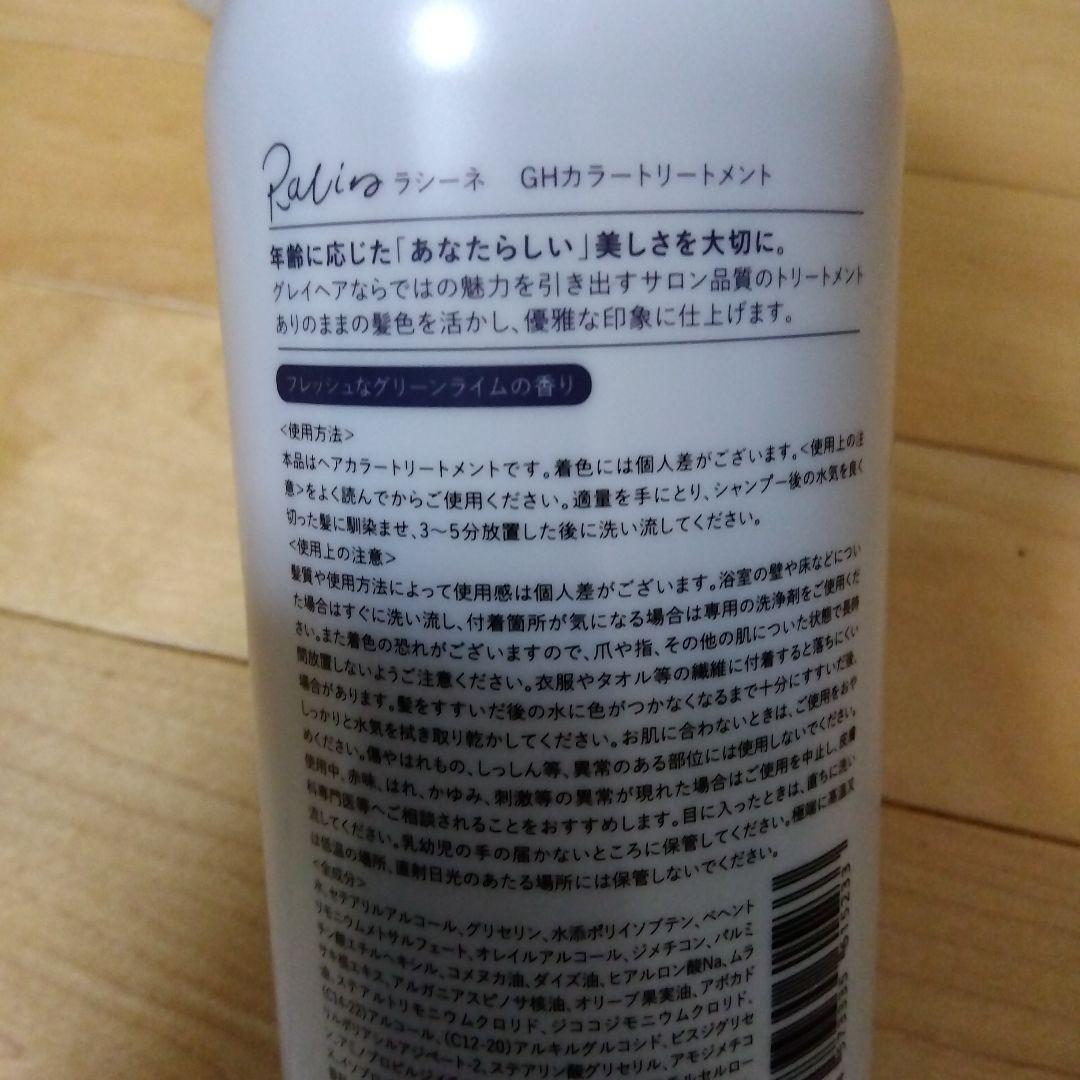 ラシーネ GHカラートリートメント
年齢に応じた「あなたらしい」美しさを大切に。
グレイヘアならではの魅力を引き出すサロン品質のトリートメント
ありのままの髪色を活かし、優雅な印象に仕上げます。
フレッシュなグリーンライムの香り
<使用方法>
本品はヘアカラートリートメントです。着色には個人差がございます。<使用上の注
意>をよく読んでからご使用ください。適量を手にとり、シャンプー後の水気を良く
切った髪に馴染ませ、3～5分放置した後に洗い流してください。
<使用上の注意>
髪質や使用方法によって使用感は個人差がございます。浴室の壁や床などについ
た場合はすぐに洗い流し、付着箇所が気になる場合は専用の洗浄剤をご使用くだ
さい。また着色の恐れがございますので、爪や指、その他の肌についた状態で長時
間放置しないようご注意ください。衣服やタオル等の繊維に付着すると落ちにくい
場合があります。髪をすすいだ後の水に色がつかなくなるまで十分にすすいだ後、
しっかりと水気を拭き取り乾かしてください。お肌に合わないときは、ご使用をおや
めください。傷やはれもの、しっしん等、異常のある部位には使用しないでください。
使用中、赤味、はれ、かゆみ、刺激等の異常が現れた場合はご使用を中止し、皮膚
科専門医等へご相談されることをおすすめします。目に入ったときは、直ちに洗い
流してください。乳幼児の手の届かないところに保管してください。極端に高温又
は低温の場所、直射日光のあたる場所には保管しないでください。
<全成分>
水、セテアリルアルコール、グリセリン、水添ポリイソブテン、ベヘント
リモニウムメトサルフェート、オレイルアルコール、ジメチコン、パルミ
チン酸エチルヘキシル、コメヌカ油、ダイズ油、ヒアルロン酸Na、ムラ
サキ根エキス、アルガニアスピノサ核油、オリーブ果実油、アボカド
油、ステアルトリモニウムクロリド、ジココジモニウムクロリド、
(C14-22)アルコール、(C12-20)アルキルグルコシド、ビスジグリセ
リルポリアシルアジペート-2、ステアリン酸グリセリル、アモジメチコ